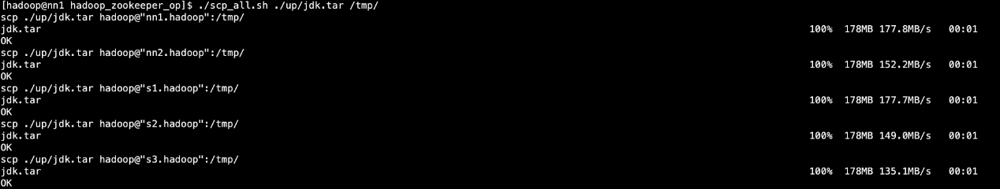 [hadoop@nn1 hadoop_zookeeper_op]$ ./scp_all.sh ./up/jdk.tar /tmp/
scp ./up/jdk.tar hadoop@"nn1.hadoop":/tmp/
jdk.tar 100% 178MB 177.8MB/s 00:01
OK
scp ./up/jdk.tar hadoop@"nn2.hadoop":/tmp/
jdk.tar 100% 178MB 152.2MB/s 00:01
OK
scp ./up/jdk.tar hadoop@"s1.hadoop":/tmp/
jdk.tar 100% 178MB 177.7MB/s 00:01
OK
scp ./up/jdk.tar hadoop@"s2.hadoop":/tmp/
jdk.tar 100% 178MB 149.0MB/s 00:01
OK
scp ./up/jdk.tar hadoop@"s3.hadoop":/tmp/
jdk.tar 100% 178MB 135.1MB/s 00:01
OK